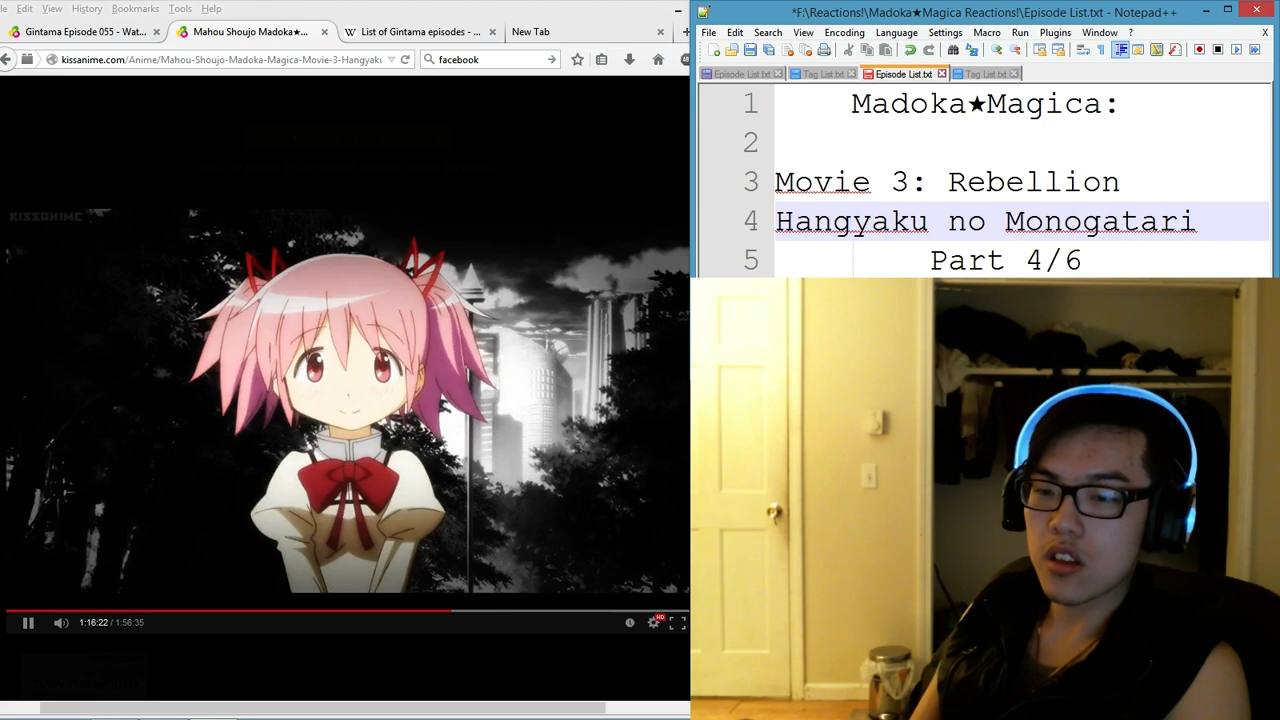 Edit View History Bookmarks Tools Help
Gintama Episode 055 - Wat... × Mahou Shoujo Madoka★... × W List of Gintama episodes - ... × New Tab ×
kissanime.com/Anime/Mahou-Shoujo-Madoka-Magica-Movie-3-Hangyaku
facebook
KISSANIME
1:16:22 / 1:56:35
HD
*F:\Reactions!\Madoka★Magica Reactions!\Episode List.txt - Notepad++
File Edit Search View Encoding Language Settings Macro Run Plugins Window ? X
Episode List.txt Tag List.txt Episode List.txt Tag List.txt
1 Madoka★Magica:
2
3 Movie 3: Rebellion
4 Hangyaku no Monogatari
5 Part 4/6